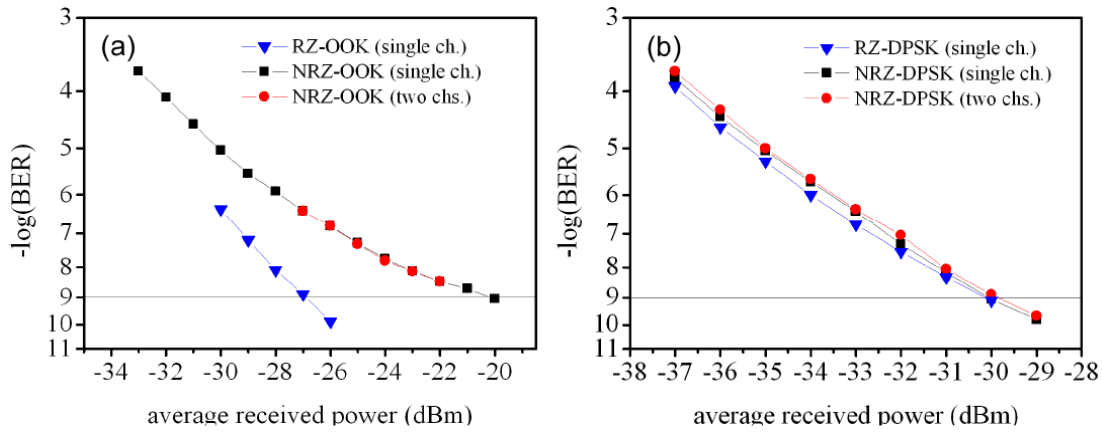 (a)
RZ-OOK (single ch.)
NRZ-OOK (single ch.)
NRZ-OOK (two chs.)
-log(BER)
3
4
5
6
7
8
9
10
11
-34 -32 -30 -28 -26 -24 -22 -20
average received power (dBm)
(b)
RZ-DPSK (single ch.)
NRZ-DPSK (single ch.)
NRZ-DPSK (two chs.)
-log(BER)
3
4
5
6
7
8
9
10
11
-38 -37 -36 -35 -34 -33 -32 -31 -30 -29 -28
average received power (dBm)